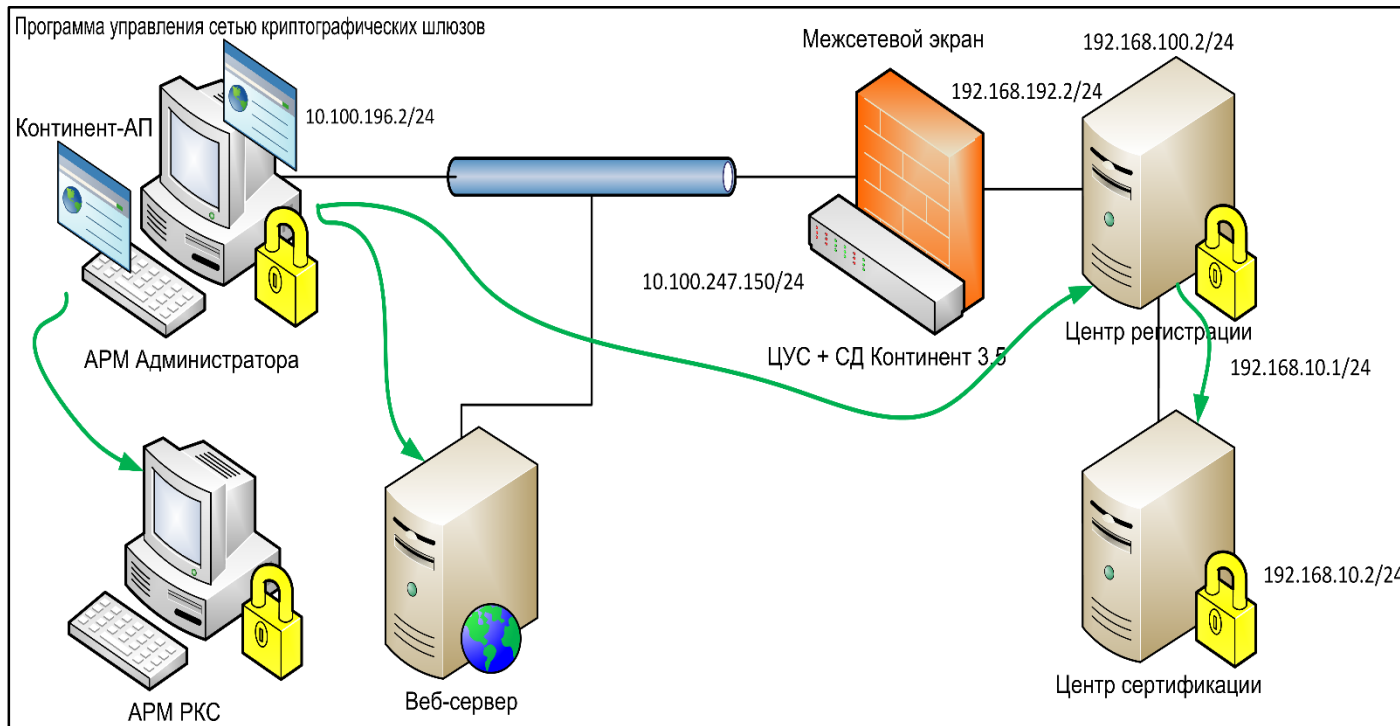 Программа управления сетью криптографических шлюзов
Межсетевой экран
192.168.100.2/24
192.168.192.2/24
10.100.196.2/24
Континент-АП
10.100.247.150/24
АРМ Администратора
ЦУС + СД Континент 3.5
Центр регистрации
192.168.10.1/24
192.168.10.2/24
Центр сертификации
Веб-сервер
АРМ РКС